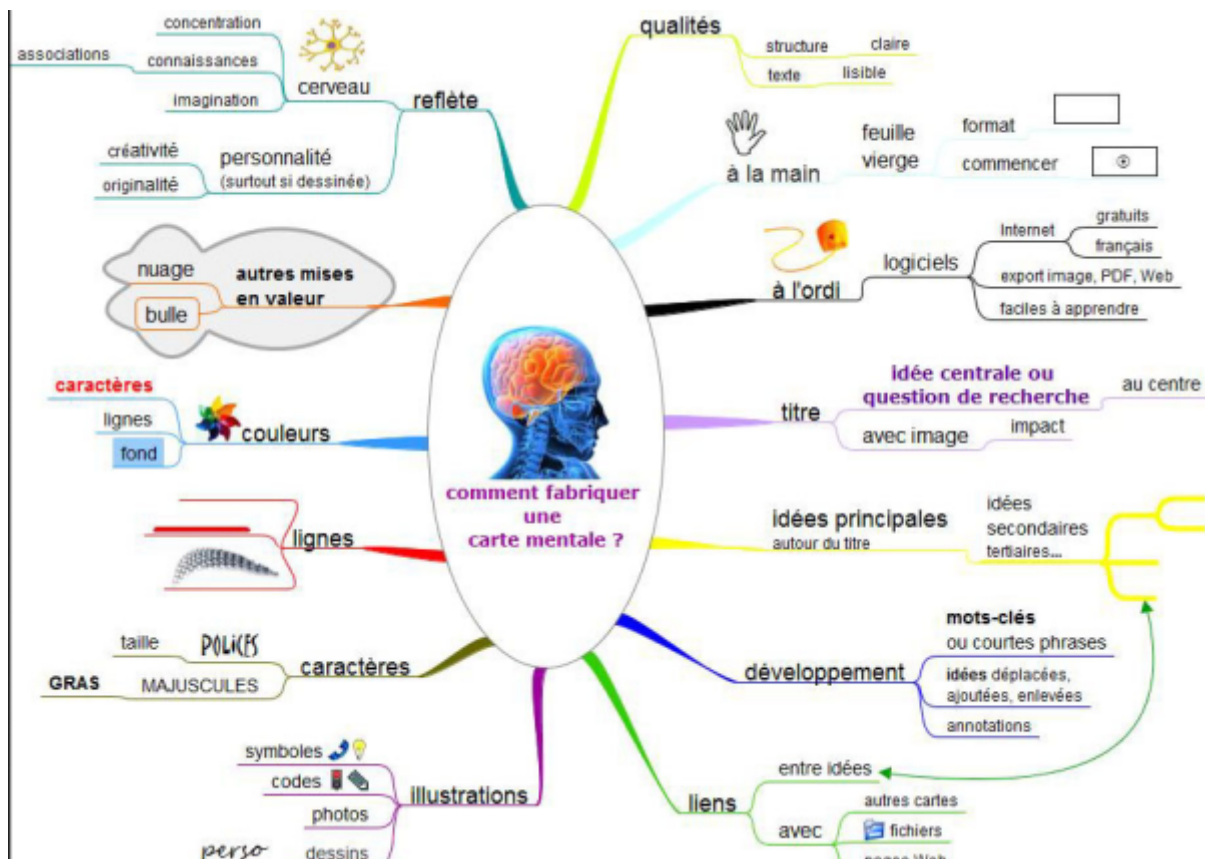 comment fabriquer
une
carte mentale ?
qualités
structure
claire
texte
lisible
à la main
feuille
vierge
format
commencer
à l'ordi
logiciels
Internet
gratuits
français
export image, PDF, Web
faciles à apprendre
titre
idée centrale ou
question de recherche
au centre
avec image
impact
idées principales
autour du titre
idées
secondaires
tertiaires...
développement
mots-clés
ou courtes phrases
idées déplacées,
ajoutées, enlevées
annotations
liens
entre idées
avec
autres cartes
fichiers
pages Web
illustrations
symboles
codes
photos
dessins
perso
caractères
POLICES
taille
MAJUSCULES
GRAS
lignes
couleurs
caractères
lignes
fond
autres mises
en valeur
nuage
bulle
reflète
cerveau
concentration
connaissances
associations
imagination
personnalité
(surtout si dessinée)
créativité
originalité